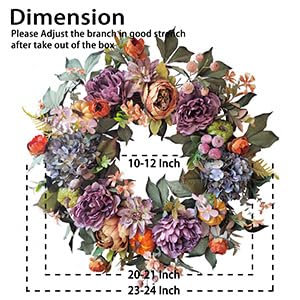 Dimension
Please Adjust the branch in good strench
after take out of the box
10-12 Inch
20-21 Inch
23-24 Inch